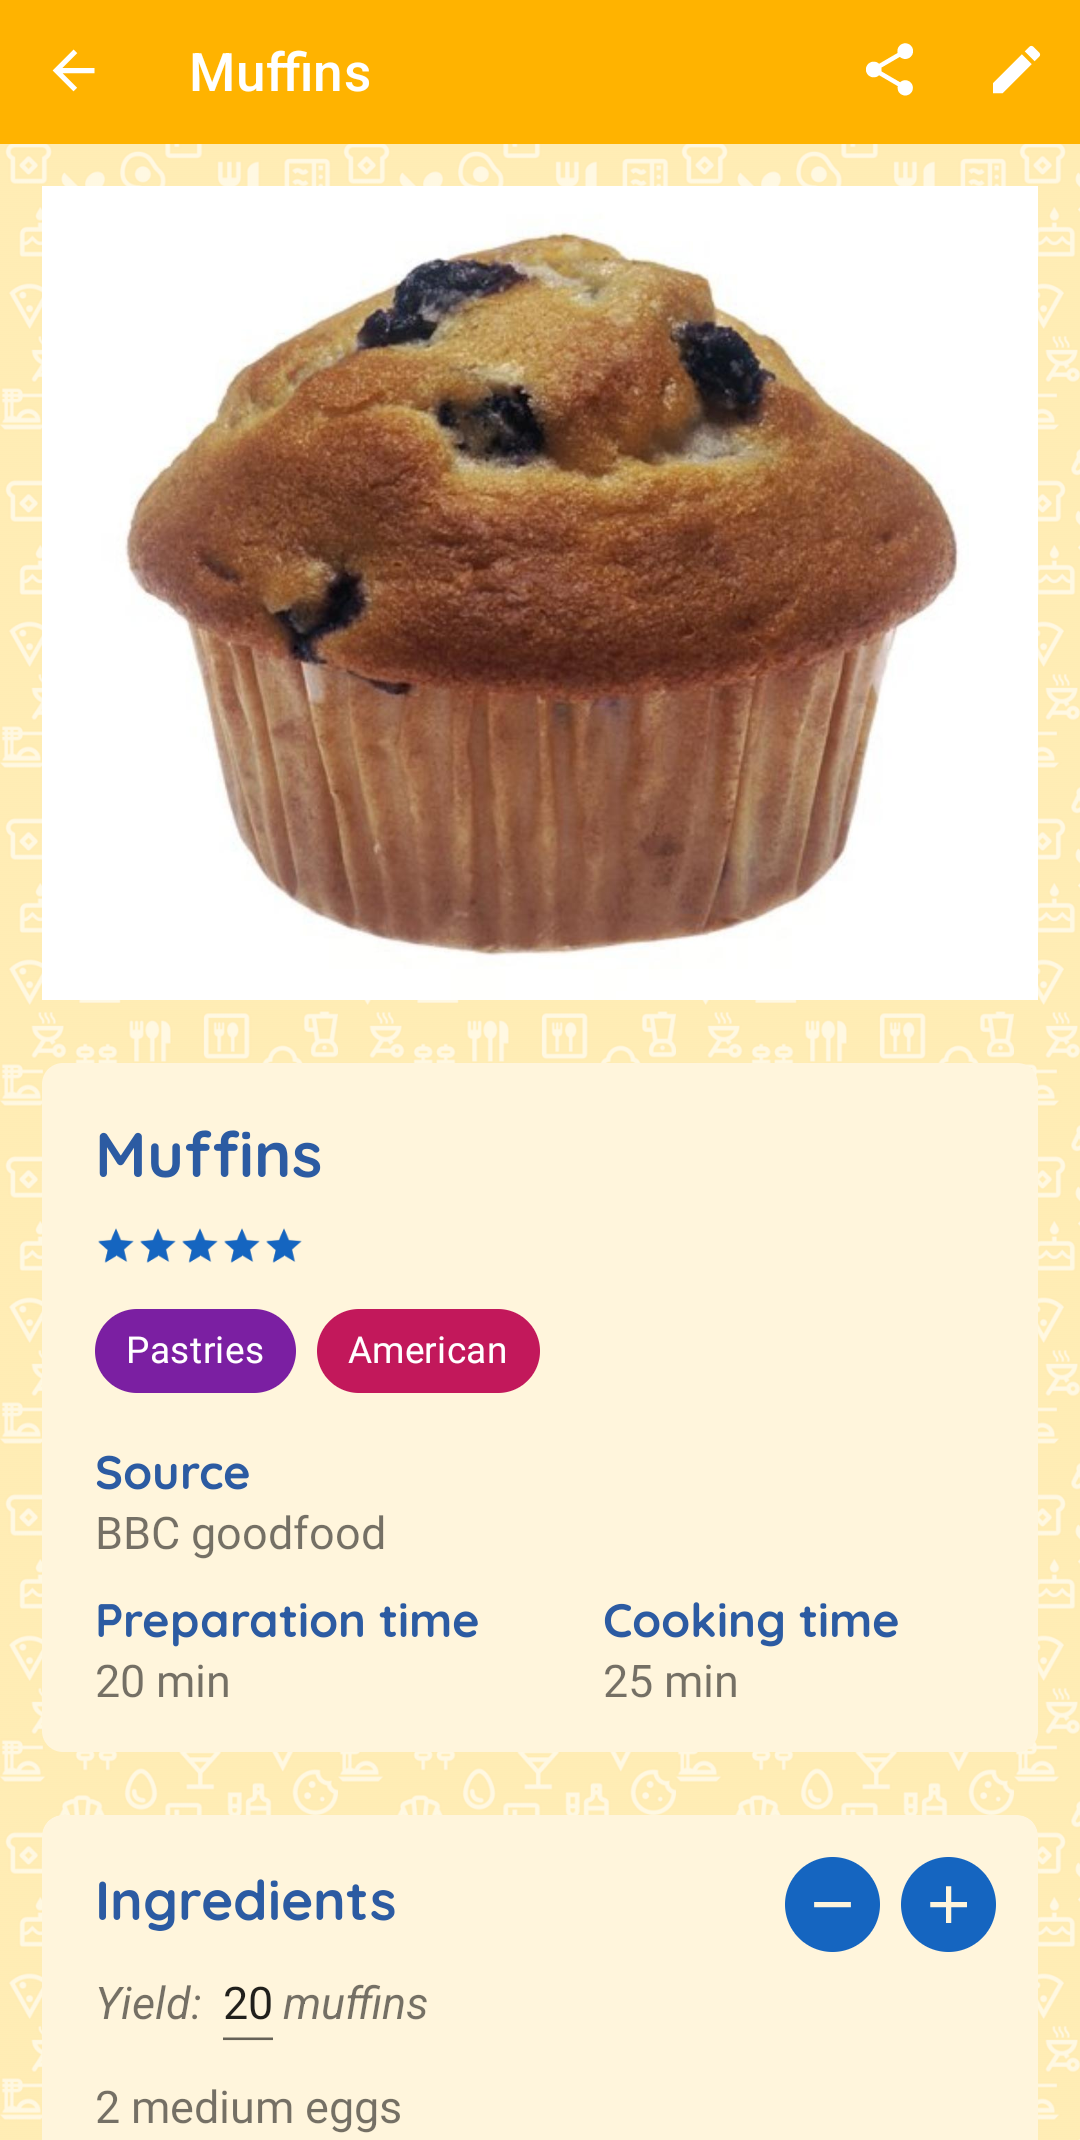 Muffins
Muffins
Pastries American
Source
BBC goodfood
Preparation time Cooking time
20 min 25 min
Ingredients
Yield: 20 muffins
2 medium eggs